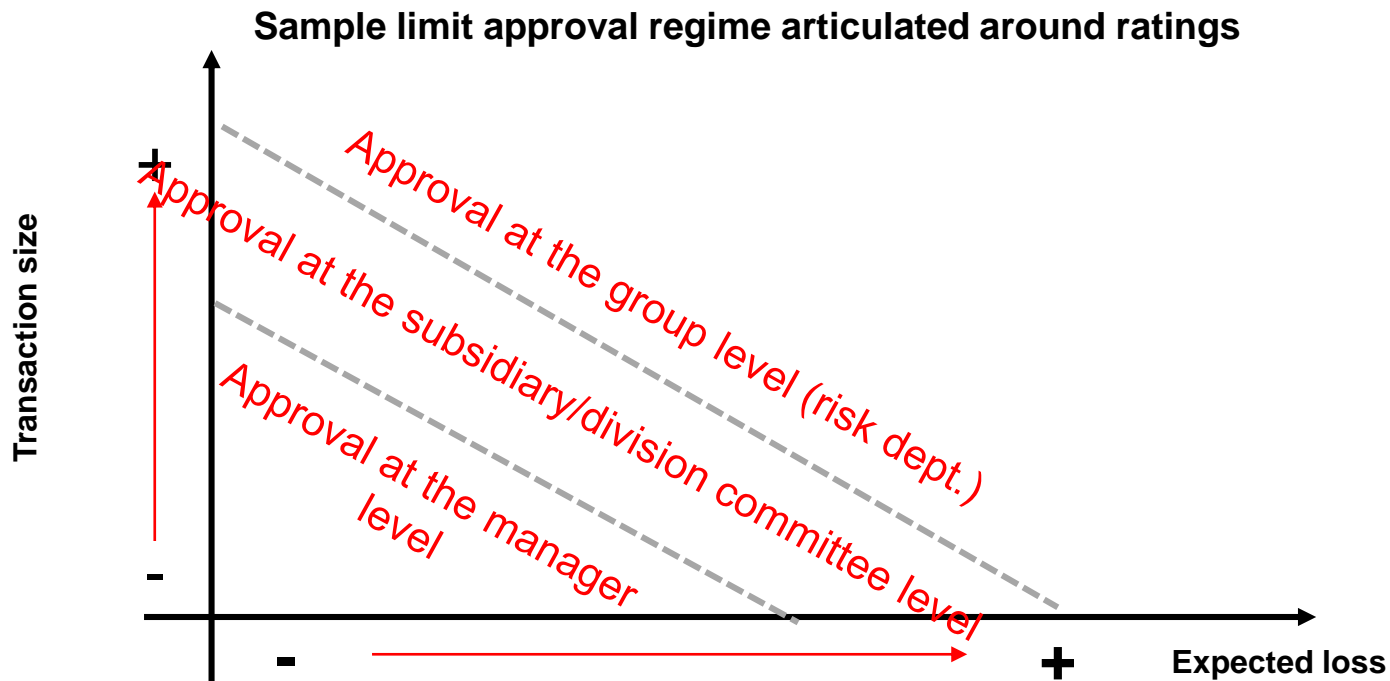 Sample limit approval regime articulated around ratings
+
Approval at the group level (risk dept.)
Approval at the subsidiary/division committee level
Approval at the manager
level
Transaction size
-
-
+
Expected loss